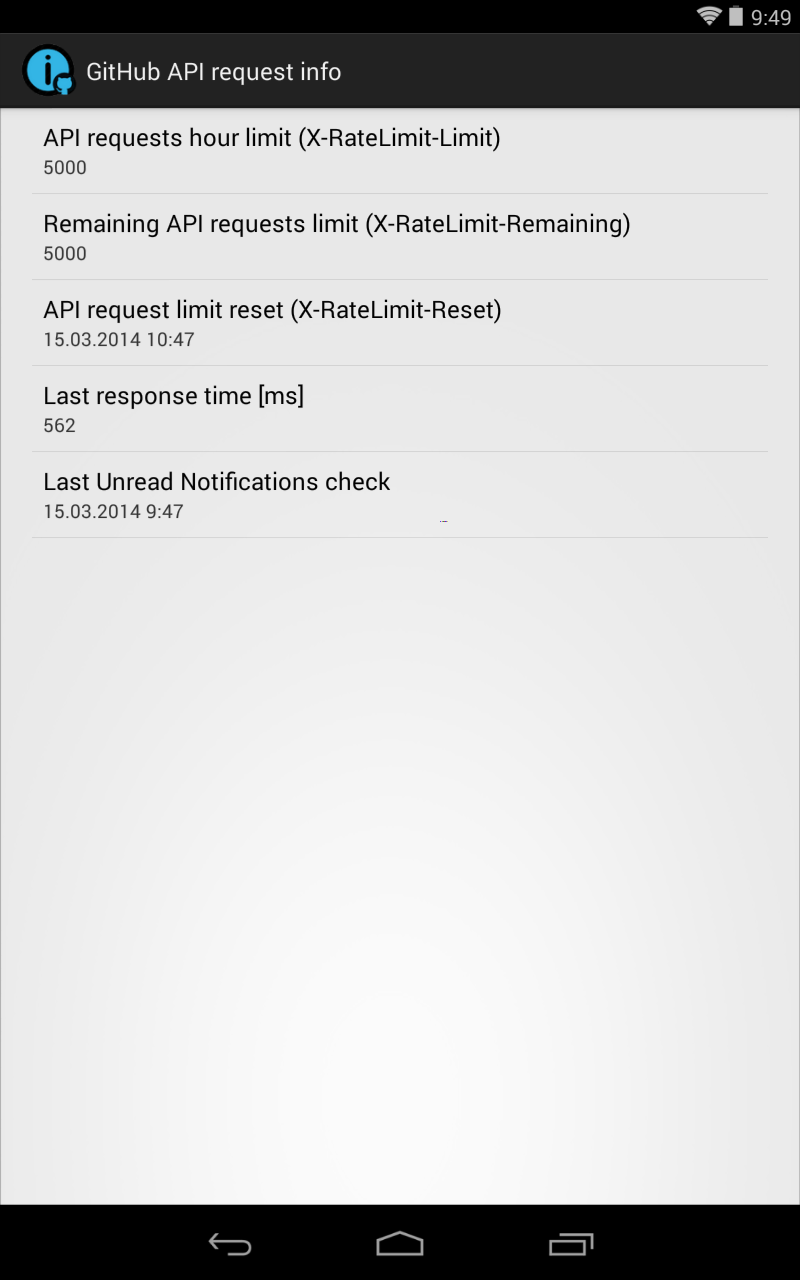 9:49
GitHub API request info
API requests hour limit (X-RateLimit-Limit)
5000
Remaining API requests limit (X-RateLimit-Remaining)
5000
API request limit reset (X-RateLimit-Reset)
15.03.2014 10:47
Last response time [ms]
562
Last Unread Notifications check
15.03.2014 9:47